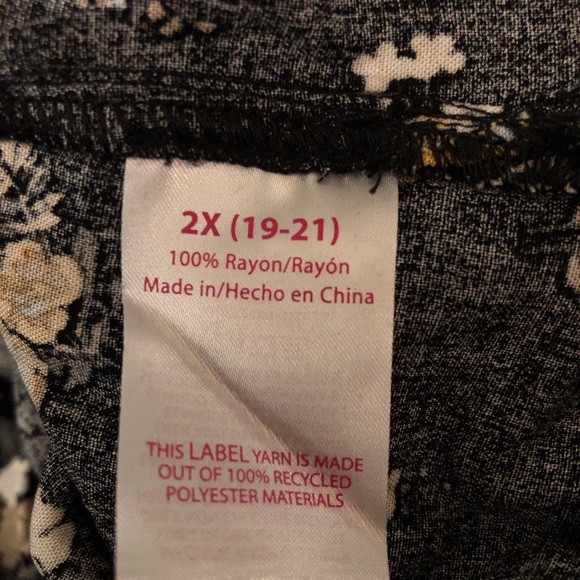 2X (19-21)
100% Rayon/Rayón
Made in/Hecho en China
THIS LABEL YARN IS MADE
OUT OF 100% RECYCLED
POLYESTER MATERIALS